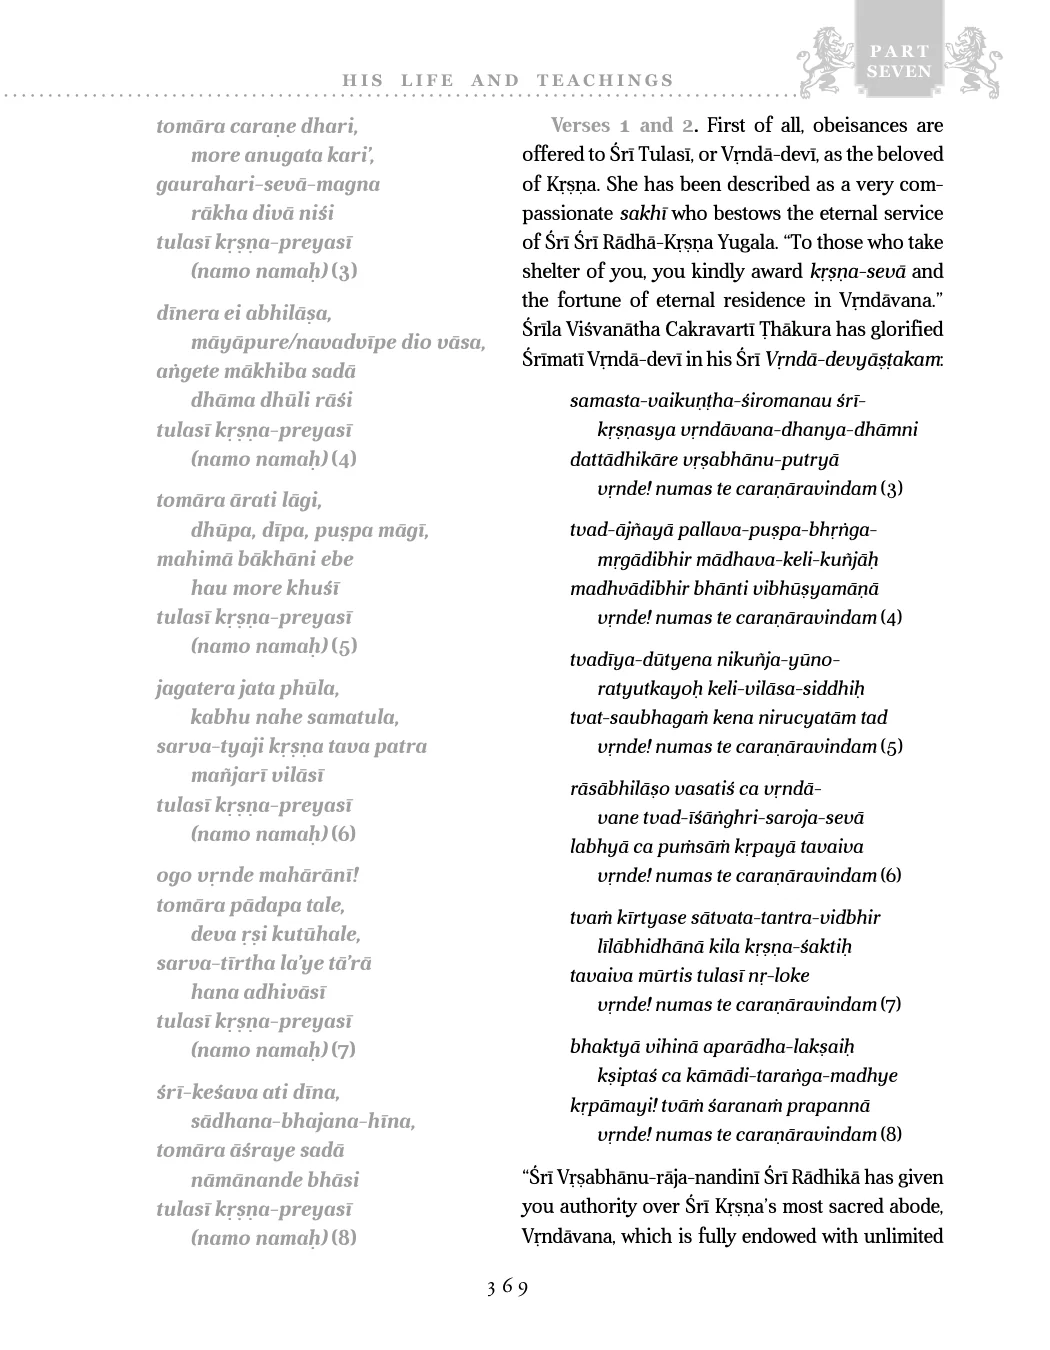 PART
SEVEN
HIS LIFE AND TEACHINGS
tomāra caraṇe dhari,
more anugata kari’,
gaurahari-sevā-magna
rākha divā niśi
tulasī kṛṣṇa-preyasī
(namo namaḥ) (3)
dīnera ei abhilāṣa,
māyāpure/navadvīpe dio vāsa,
aṅgete mākhiba sadā
dhāma dhūli rāśi
tulasī kṛṣṇa-preyasī
(namo namaḥ) (4)
tomāra ārati lāgi,
dhūpa, dīpa, puṣpa māgī,
mahimā bākhāni ebe
hau more khuśī
tulasī kṛṣṇa-preyasī
(namo namaḥ) (5)
jagatera jata phūla,
kabhu nahe samatula,
sarva-tyaji kṛṣṇa tava patra
mañjarī vilāsī
tulasī kṛṣṇa-preyasī
(namo namaḥ) (6)
ogo vṛnde mahārānī!
tomāra pādapa tale,
deva ṛṣi kutūhale,
sarva-tīrtha la’ye tā’rā
hana adhivāsī
tulasī kṛṣṇa-preyasī
(namo namaḥ) (7)
śrī-keśava ati dīna,
sādhana-bhajana-hīna,
tomāra āśraye sadā
nāmānande bhāsi
tulasī kṛṣṇa-preyasī
(namo namaḥ) (8)
Verses 1 and 2. First of all, obeisances are
offered to Śrī Tulasī, or Vṛndā-devī, as the beloved
of Kṛṣṇa. She has been described as a very com-
passionate sakhī who bestows the eternal service
of Śrī Śrī Rādhā-Kṛṣṇa Yugala. “To those who take
shelter of you, you kindly award kṛṣṇa-sevā and
the fortune of eternal residence in Vṛndāvana.”
Śrīla Viśvanātha Cakravartī Ṭhākura has glorified
Śrīmatī Vṛndā-devī in his Śrī Vṛndā-devyāṣṭakam:
samasta-vaikuṇṭha-śiromanau śrī-
kṛṣṇasya vṛndāvana-dhanya-dhāmni
dattādhikāre vṛṣabhānu-putryā
vṛnde! numas te caraṇāravindam (3)
tvad-ājñayā pallava-puṣpa-bhṛṅga-
mṛgādibhir mādhava-keli-kuñjāḥ
madhvādibhir bhānti vibhūṣyamāṇā
vṛnde! numas te caraṇāravindam (4)
tvadīya-dūtyena nikuñja-yūno-
ratyutkayoḥ keli-vilāsa-siddhiḥ
tvat-saubhagaṁ kena nirucyatām tad
vṛnde! numas te caraṇāravindam (5)
rāsābhilāṣo vasatiś ca vṛndā-
vane tvad-īśāṅghri-saroja-sevā
labhyā ca puṁsāṁ kṛpayā tavaiva
vṛnde! numas te caraṇāravindam (6)
tvaṁ kīrtyase sātvata-tantra-vidbhir
līlābhidhānā kila kṛṣṇa-śaktiḥ
tavaiva mūrtis tulasī nṛ-loke
vṛnde! numas te caraṇāravindam (7)
bhaktyā vihinā aparādha-lakṣaiḥ
kṣiptaś ca kāmādi-taraṅga-madhye
kṛpāmayi! tvāṁ śaranaṁ prapannā
vṛnde! numas te caraṇāravindam (8)
“Śrī Vṛṣabhānu-rāja-nandinī Śrī Rādhikā has given
you authority over Śrī Kṛṣṇa’s most sacred abode,
Vṛndāvana, which is fully endowed with unlimited
369